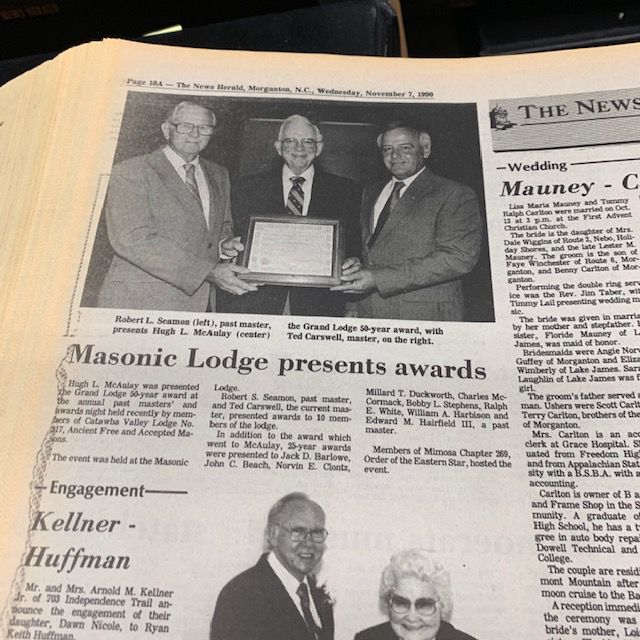 Page 10A — The News Herald, Morganton, N.C., Wednesday, November 7, 1990
Robert L. Seamon (left), past master,
presents Hugh L. McAulay (center)
the Grand Lodge 50-year award, with
Ted Carswell, master, on the right.
Masonic Lodge presents awards
Hugh L. McAulay was presented
the Grand Lodge 50-year award at
the annual past masters' and
awards night held recently by mem-
bers of Catawba Valley Lodge No.
217, Ancient Free and Accepted Ma-
sons.
The event was held at the Masonic
Lodge.
Robert S. Seamon, past master,
and Ted Carswell, the current mas-
ter, presented awards to 10 mem-
bers of the lodge.
In addition to the award which
went to McAulay, 25-year awards
were presented to Jack D. Barlowe,
John C. Beach, Norvin E. Clontz,
Millard T. Duckworth, Charles Mc-
Cormack, Bobby L. Stephens, Ralph
E. White, William A. Harbison and
Edward M. Hairfield III, a past
master.
Members of Mimosa Chapter 269,
Order of the Eastern Star, hosted the
event.
Engagement
Kellner -
Huffman
Mr. and Mrs. Arnold M. Kellner
Jr. of 703 Independence Trail an-
nounce the engagement of their
daughter, Dawn Nicole, to Ryan
Keith Huffman.
THE NEWS
Wedding
Mauney - C
Lisa Maria Mauney and Tommy
Ralph Carlton were married on Oct.
13 at 3 p.m. at the First Advent
Christian Church.
The bride is the daughter of Mrs.
Dale Wiggins of Route 2, Nebo, Holi-
day Shores, and the late Lester M.
Mauney. The groom is the son of
Faye Winchester of Route 6, Mor-
ganton, and Benny Carlton of Mor-
ganton.
Performing the double ring serv-
ice was the Rev. Jim Taber, with
Timmy Lail presenting wedding mu-
sic.
The bride was given in marriage
by her mother and stepfather. H
sister, Floride Mauney of L
James, was maid of honor.
Bridesmaids were Angie Nor
Guffey of Morganton and Eliza
Wimberly of Lake James. Sara
Laughlin of Lake James was f
girl.
The groom's father served a
man. Ushers were Scott Carlt
Terry Carlton, brothers of the
of Morganton.
Mrs. Carlton is an acc
clerk at Grace Hospital. S
uated from Freedom High
and from Appalachian Stat
sity with a B.S.B.A. with a
accounting.
Carlton is owner of B a
and Frame Shop in the S
munity. A graduate of
High School, he has a t
gree in auto body repa
Dowell Technical and
College.
The couple are resid
mont Mountain after
moon cruise to the Ba
A reception immed
the ceremony was
bride's mother,